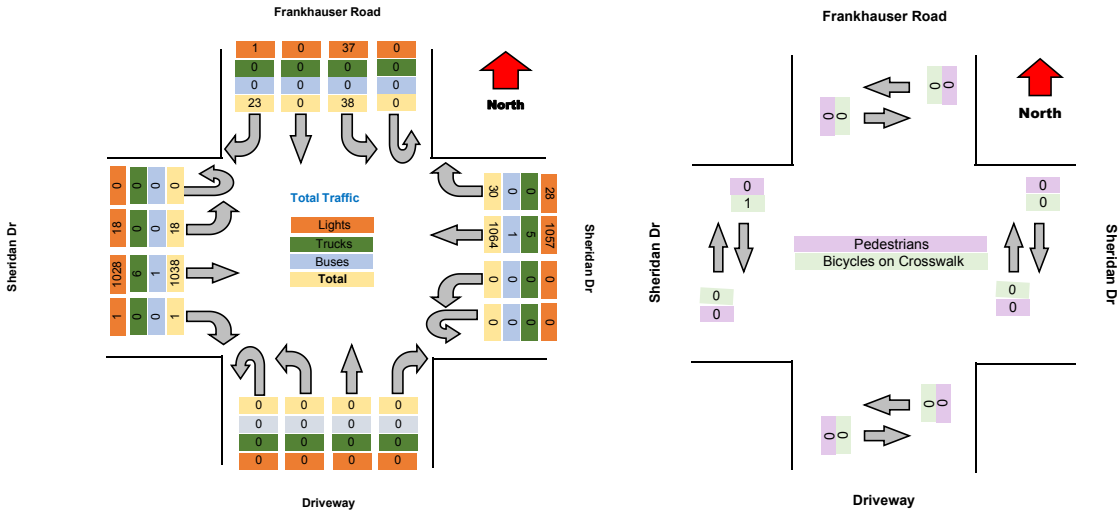 Frankhauser Road
1 0 37 0
0 0 0 0
0 0 0 0
23 0 38 0
North
Sheridan Dr
0 0 0 0
18 0 0 18
1028 6 1 1038
1 0 0 1
Total Traffic
Lights
Trucks
Buses
Total
30 0 0 28
1064 1 5 1057
0 0 0 0
0 0 0 0
Sheridan Dr
0 0 0 0
0 0 0 0
0 0 0 0
0 0 0 0
Driveway
Frankhauser Road
0 0
0 0
North
Sheridan Dr
0
1
0
0
Pedestrians
Bicycles on Crosswalk
0
0
0
0
Sheridan Dr
0 0
0 0
Driveway